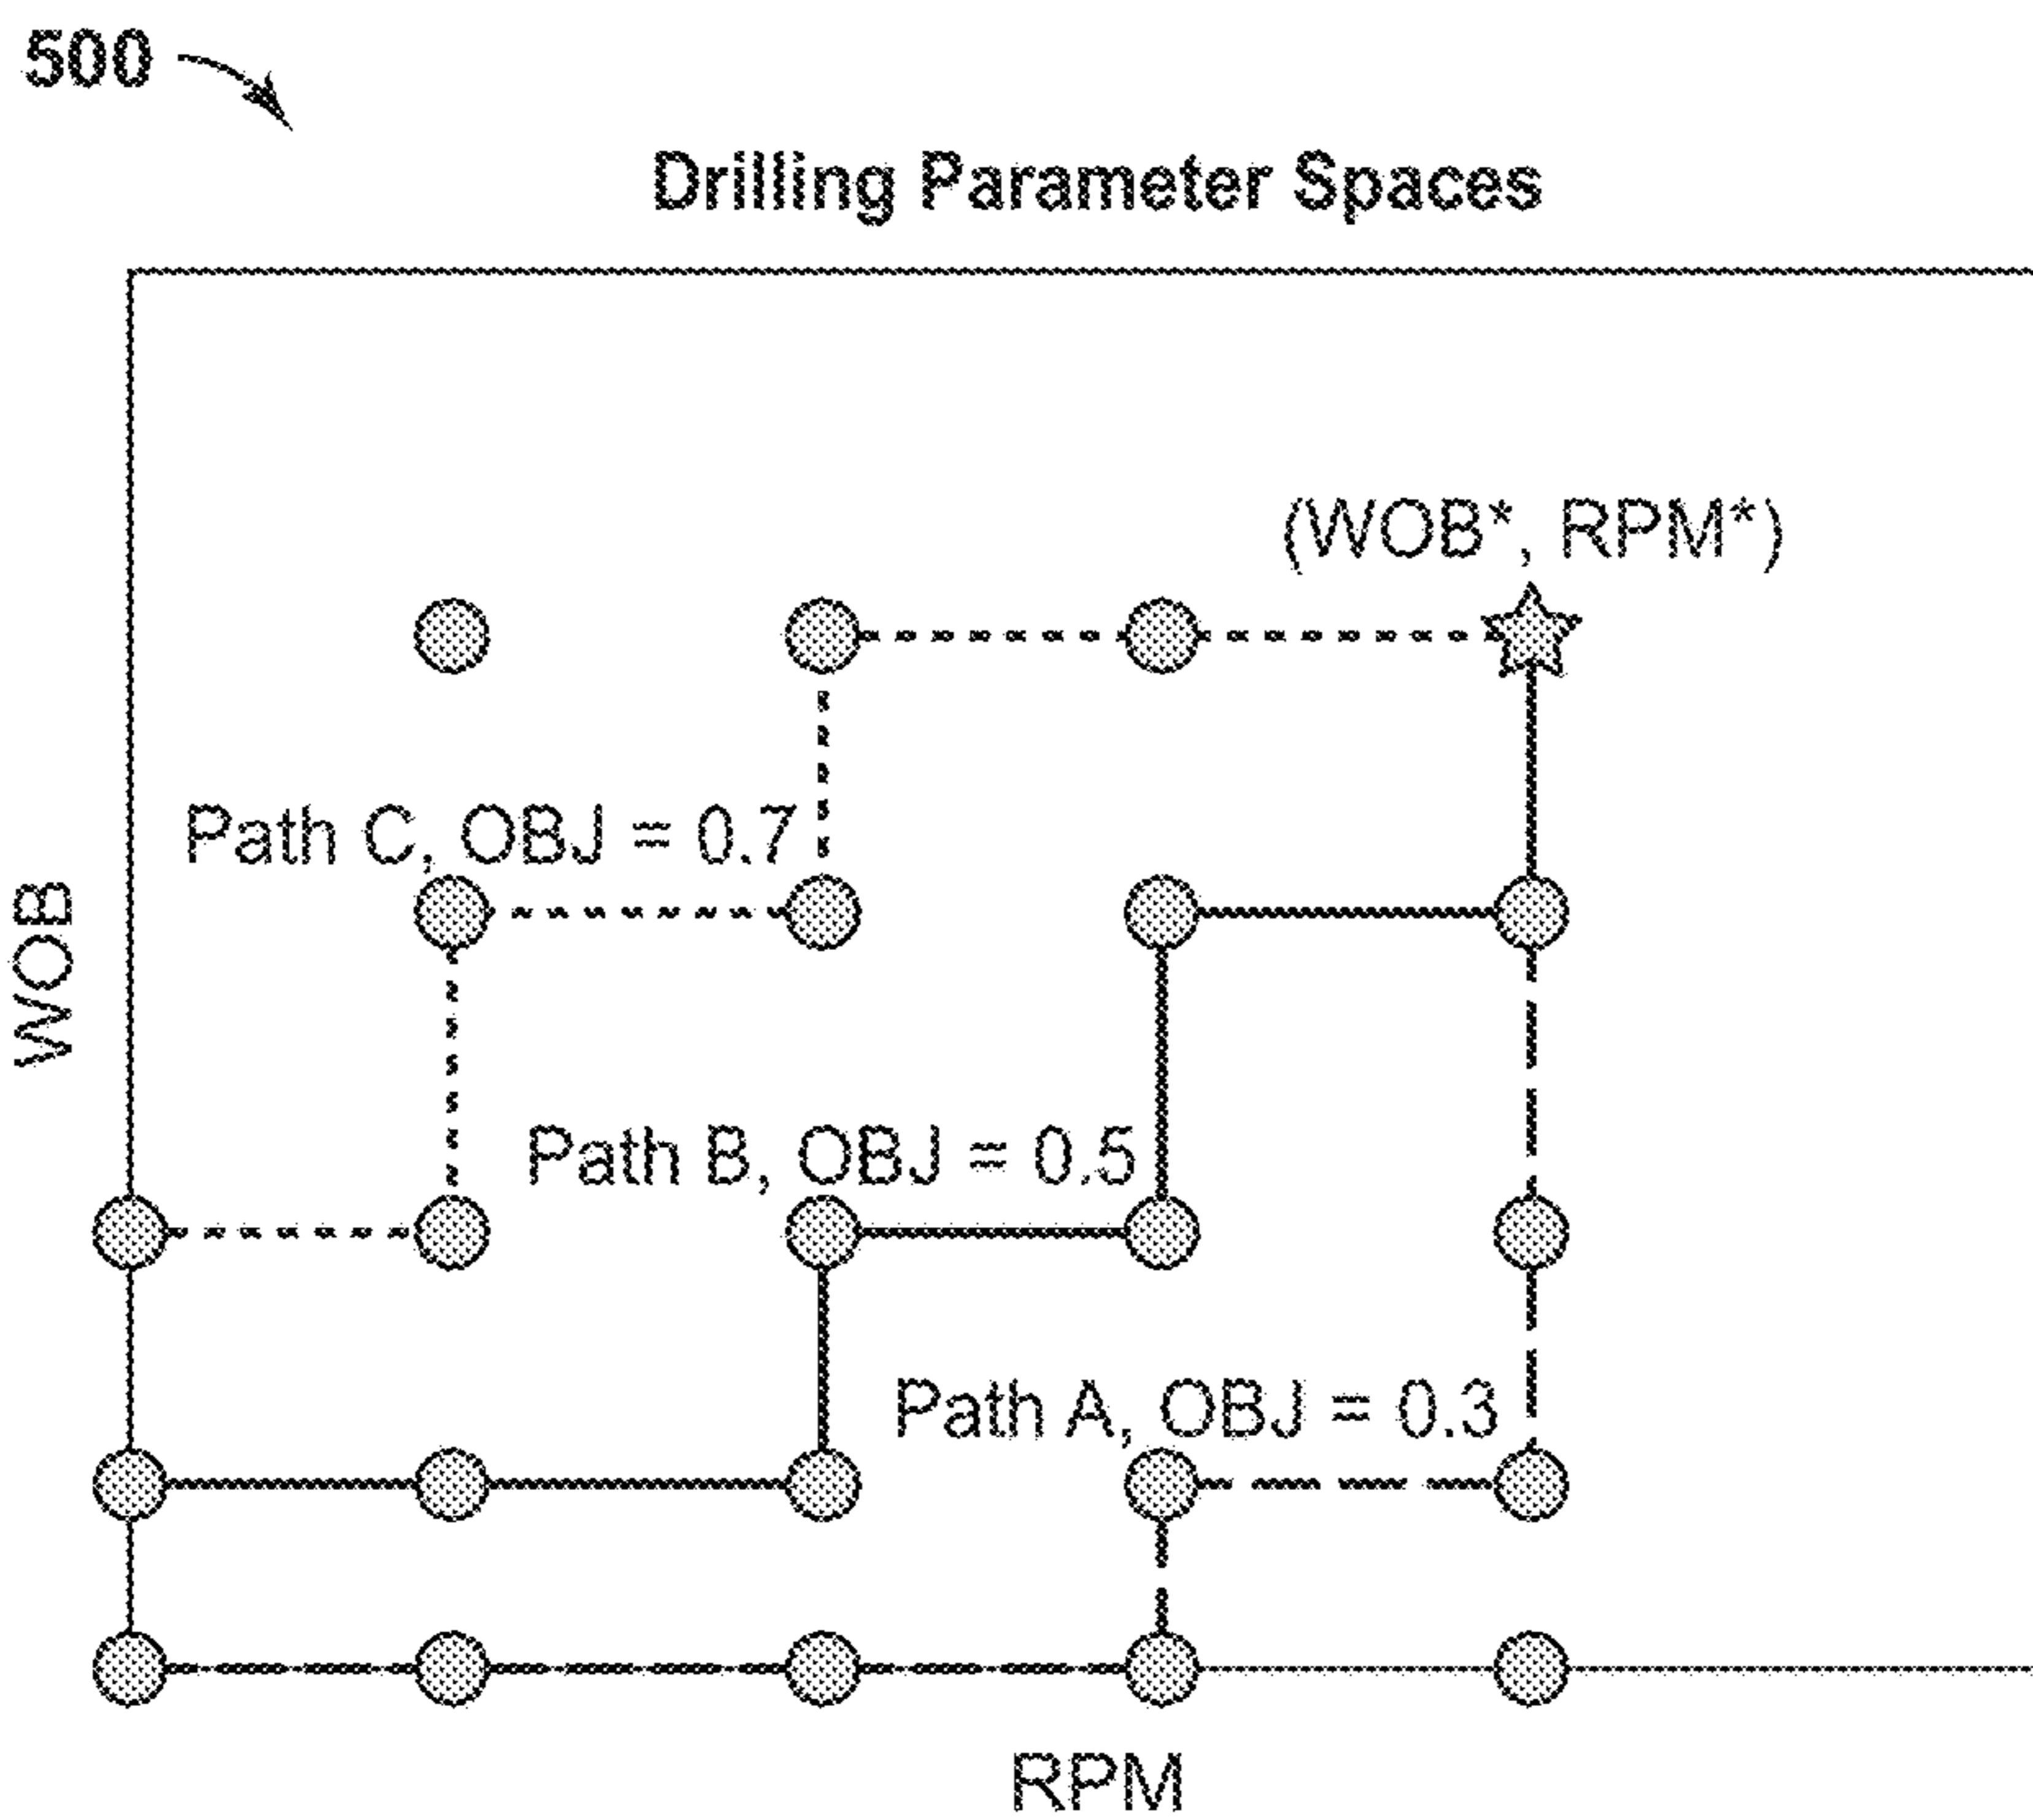 500
Drilling Parameter Spaces
(WOB*, RPM*)
Path C, OBJ = 0.7
WOB
Path B, OBJ = 0.5
Path A, OBJ = 0.3
RPM